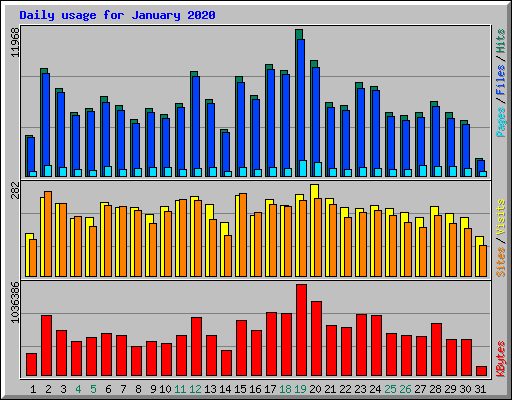 Daily usage for January 2020
11968
Pages / Files / Hits
282
Sites / Visits
1036386
KBytes
1 2 3 4 5 6 7 8 9 10 11 12 13 14 15 16 17 18 19 20 21 22 23 24 25 26 27 28 29 30 31